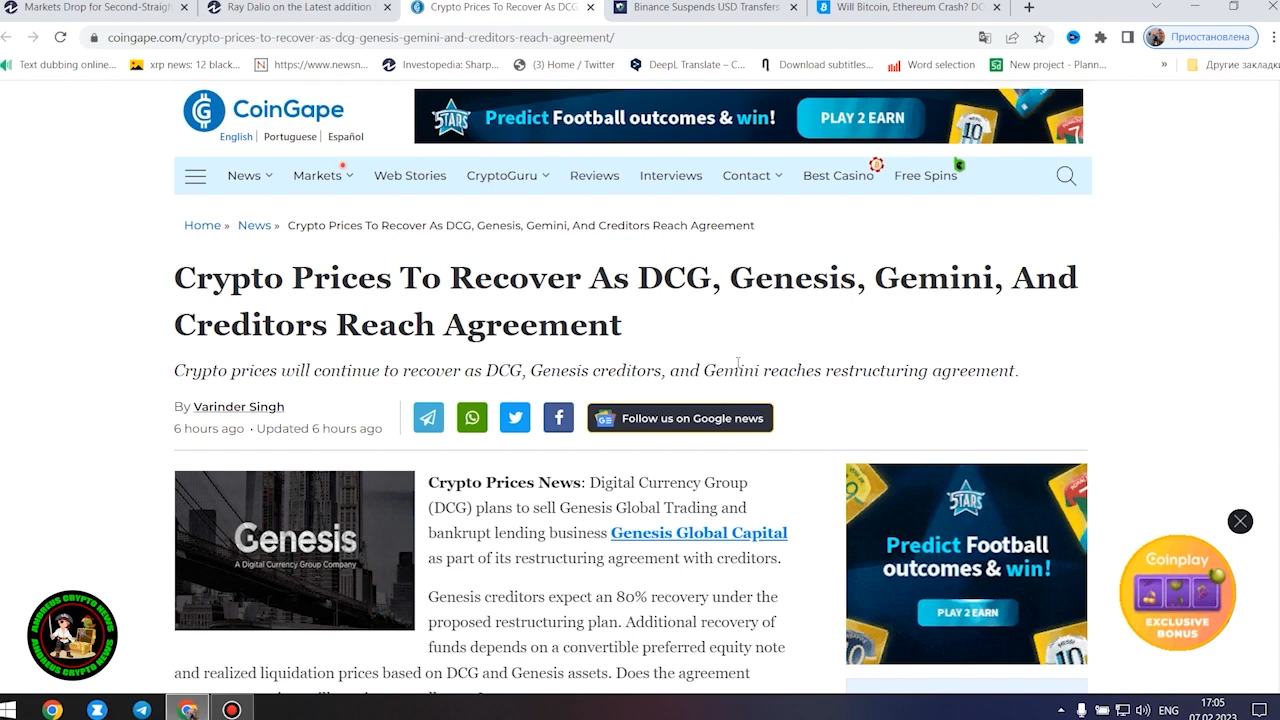 Markets Drop for Second-Straigh
Ray Dalio on the Latest addition
Crypto Prices To Recover As DCG,
Binance Suspends USD Transfers
Will Bitcoin, Ethereum Crash? DC
coingape.com/crypto-prices-to-recover-as-dcg-genesis-gemini-and-creditors-reach-agreement/
Приостановлена
Text dubbing online...
xrp news: 12 black...
https://www.newsn...
Investopedia: Sharp...
(3) Home / Twitter
DeepL Translate – C...
Download subtitles...
Word selection
New project - Plann...
»
Другие закладки
CoinGape
English | Portuguese | Español
STARS
Predict Football outcomes & win!
PLAY 2 EARN
10
7
News
Markets
Web Stories
CryptoGuru
Reviews
Interviews
Contact
Best Casino
Free Spins
Home » News » Crypto Prices To Recover As DCG, Genesis, Gemini, And Creditors Reach Agreement
Crypto Prices To Recover As DCG, Genesis, Gemini, And
Creditors Reach Agreement
Crypto prices will continue to recover as DCG, Genesis creditors, and Gemini reaches restructuring agreement.
By Varinder Singh
6 hours ago · Updated 6 hours ago
Follow us on Google news
Genesis
A Digital Currency Group Company
Crypto Prices News: Digital Currency Group
(DCG) plans to sell Genesis Global Trading and
bankrupt lending business Genesis Global Capital
as part of its restructuring agreement with creditors.
Genesis creditors expect an 80% recovery under the
proposed restructuring plan. Additional recovery of
funds depends on a convertible preferred equity note
and realized liquidation prices based on DCG and Genesis assets. Does the agreement
STARS
Predict Football
outcomes & win!
PLAY 2 EARN
MESSI
10
Coinplay
EXCLUSIVE
BONUS
ANDREUS CRYPTO NEWS
ANDREUS CRYPTO NEWS
ENG
17:05
07.02.2023